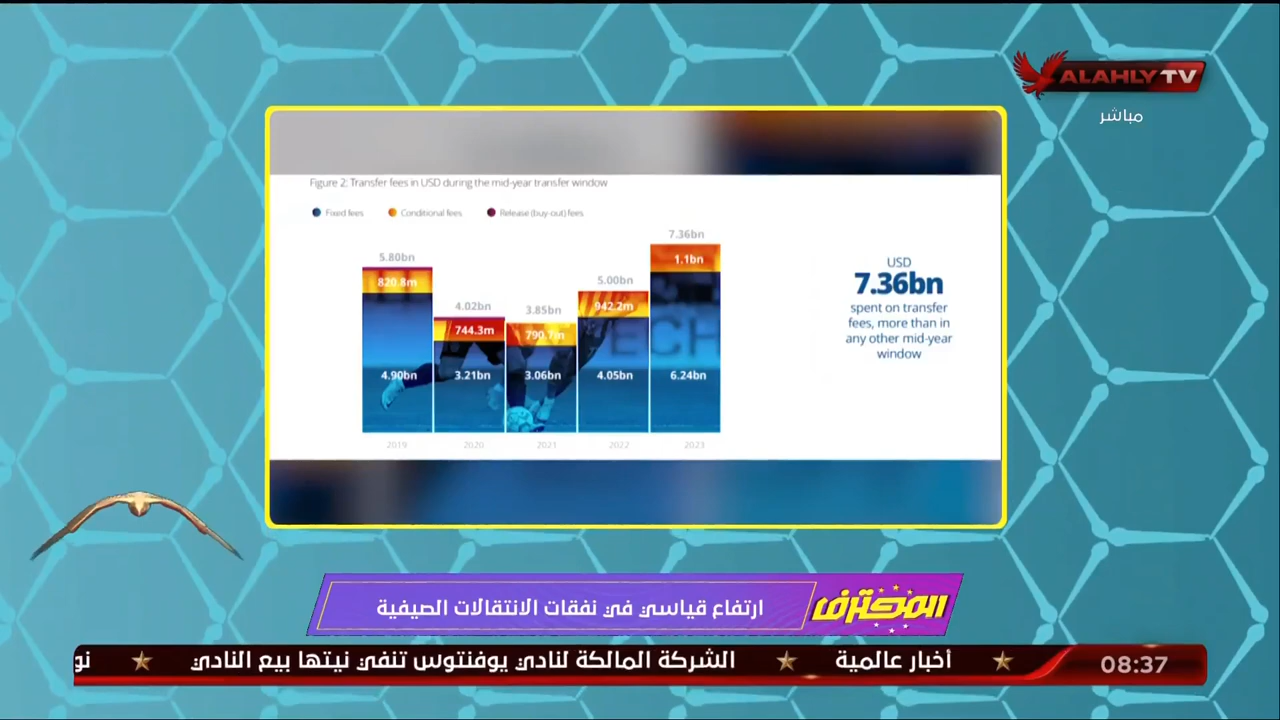 ALAHLY TV
مباشر
Figure 2: Transfer fees in USD during the mid-year transfer window
Fixed fees
Conditional fees
Release (buy-out) fees
5.80bn
4.02bn
3.85bn
5.00bn
7.36bn
820.8m
744.3m
790.7m
942.2m
1.1bn
4.90bn
3.21bn
3.06bn
4.05bn
6.24bn
2019
2020
2021
2022
2023
ECH
USD
7.36bn
spent on transfer
fees, more than in
any other mid-year
window
المحترف
ارتفاع قياسي في نفقات الانتقالات الصيفية
08:37
أخبار عالمية
الشركة المالكة لنادي يوفنتوس تنفي نيتها بيع النادي
نو